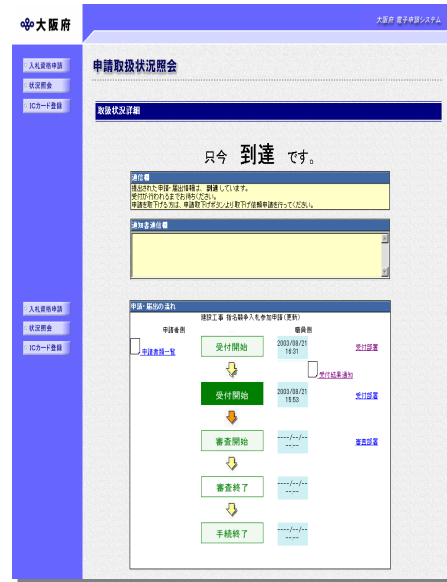 大阪府
大阪府 電子申請システム
入札資格申請
状況照会
ICカード登録
申請取扱状況照会
取扱状況詳細
只今 到達 です。
通信欄
提出された申請・届出情報は、到達しています。
受付が行われるまでお待ちください。
申請を取下げる方は、申請取下げボタンより取下げ依頼申請を行ってください。
通知書通信欄
入札資格申請
状況照会
ICカード登録
申請・届出の流れ
建設工事 指名競争入札参加申請(更新)
申請者側 職員側
申請書類一覧
受付開始 2003/08/21 受付部署
16:31
受付結果通知
受付開始 2003/08/21 受付部署
15:53
審査開始 ----/--/-- 審査部署
--:--
審査終了 ----/--/--
--:--
手続終了 ----/--/--
--:--